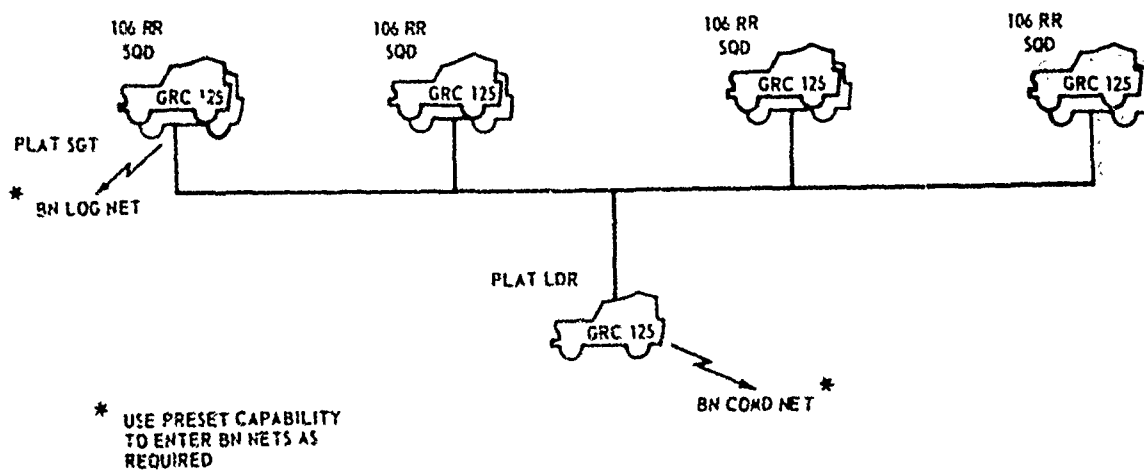 106 RR
SQD
106 RR
SQD
106 RR
SQD
106 RR
SQD
GRC 125
GRC 125
GRC 125
GRC 125
PLAT SGT
* BN LOG NET
PLAT LDR
GRC 125
BN COMD NET *
* USE PRESET CAPABILITY
TO ENTER BN NETS AS
REQUIRED